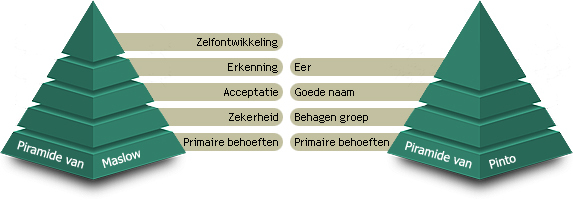 Zelfontwikkeling
Erkenning
Eer
Acceptatie
Goede naam
Zekerheid
Behagen groep
Primaire behoeften
Primaire behoeften
Piramide van
Maslow
Piramide van
Pinto